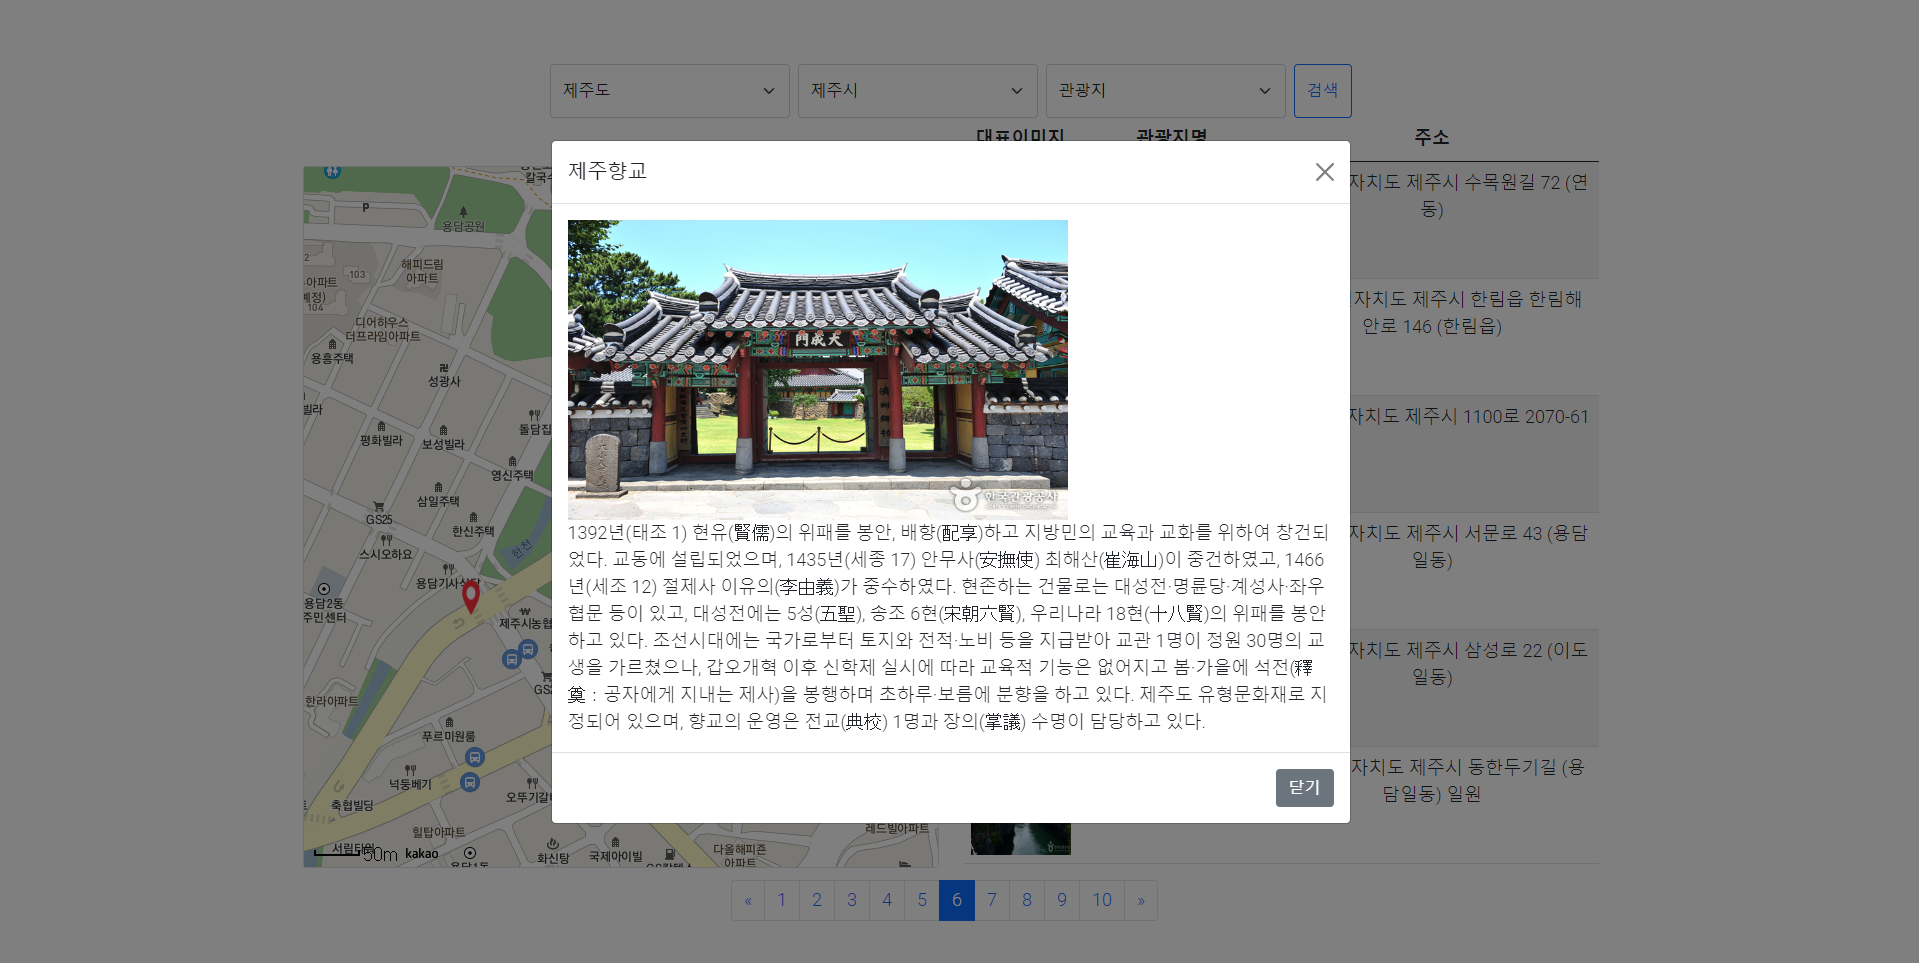 제주도
제주시
관광지
검색
대표이미지
관광지명
주소
제주향교
門成大
한국관광공사
1392년(태조 1) 현유(賢儒)의 위패를 봉안, 배향(配享)하고 지방민의 교육과 교화를 위하여 창건되
었다. 교동에 설립되었으며, 1435년(세종 17) 안무사(安撫使) 최해산(崔海山)이 중건하였고, 1466
년(세조 12) 절제사 이유의(李由義)가 중수하였다. 현존하는 건물로는 대성전·명륜당·계성사·좌우
협문 등이 있고, 대성전에는 5성(五聖), 송조 6현(宋朝六賢), 우리나라 18현(十八賢)의 위패를 봉안
하고 있다. 조선시대에는 국가로부터 토지와 전적·노비 등을 지급받아 교관 1명이 정원 30명의 교
생을 가르쳤으나, 갑오개혁 이후 신학제 실시에 따라 교육적 기능은 없어지고 봄·가을에 석전(釋
奠 : 공자에게 지내는 제사)을 봉행하며 초하루·보름에 분향을 하고 있다. 제주도 유형문화재로 지
정되어 있으며, 향교의 운영은 전교(典校) 1명과 장의(掌議) 수명이 담당하고 있다.
닫기
자치도 제주시 수목원길 72 (연
동)
자치도 제주시 한림읍 한림해
안로 146 (한림읍)
자치도 제주시 1100로 2070-61
자치도 제주시 서문로 43 (용담
일동)
자치도 제주시 삼성로 22 (이도
일동)
자치도 제주시 동한두기길 (용
담일동) 일원
칼국수
P
용담공원
해피드림
아파트
103
아파트
예정)
104
디어하우스
더프라임아파트
용흥주택
성광사
빌라
돌담집
평화빌라
보성빌라
영신주택
삼일주택
GS25
한신주택
스시오하요
한천
용담기사식당
용담2동
주민센터
제주시농협
GS2
한라아파트
푸르미원룸
넉둥베기
오뚜기갈비
축협빌딩
힐탑아파트
레드빌아파트
서림타워
50m
kakao
용담1동
화신탕
국제아이빌
GS칼텍스
다올해피존
아파트
« 1 2 3 4 5 6 7 8 9 10 »